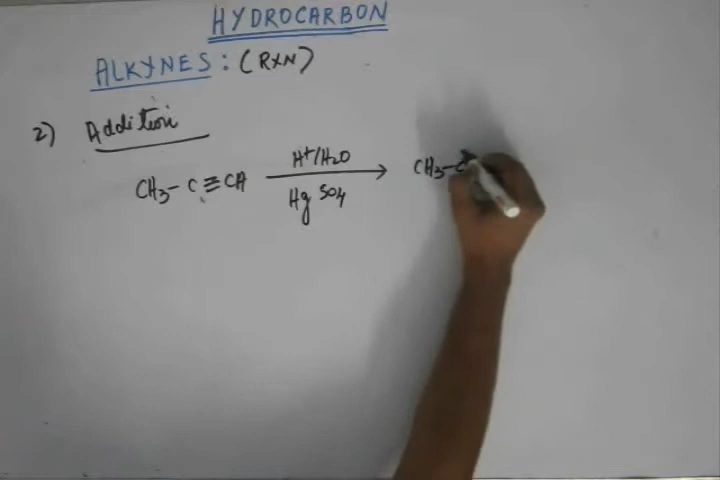 HYDROCARBON
ALKYNES : (RXN)
2) Addition
CH3 - C ≡ CH H+/H2O HgSO4 → CH3 - C